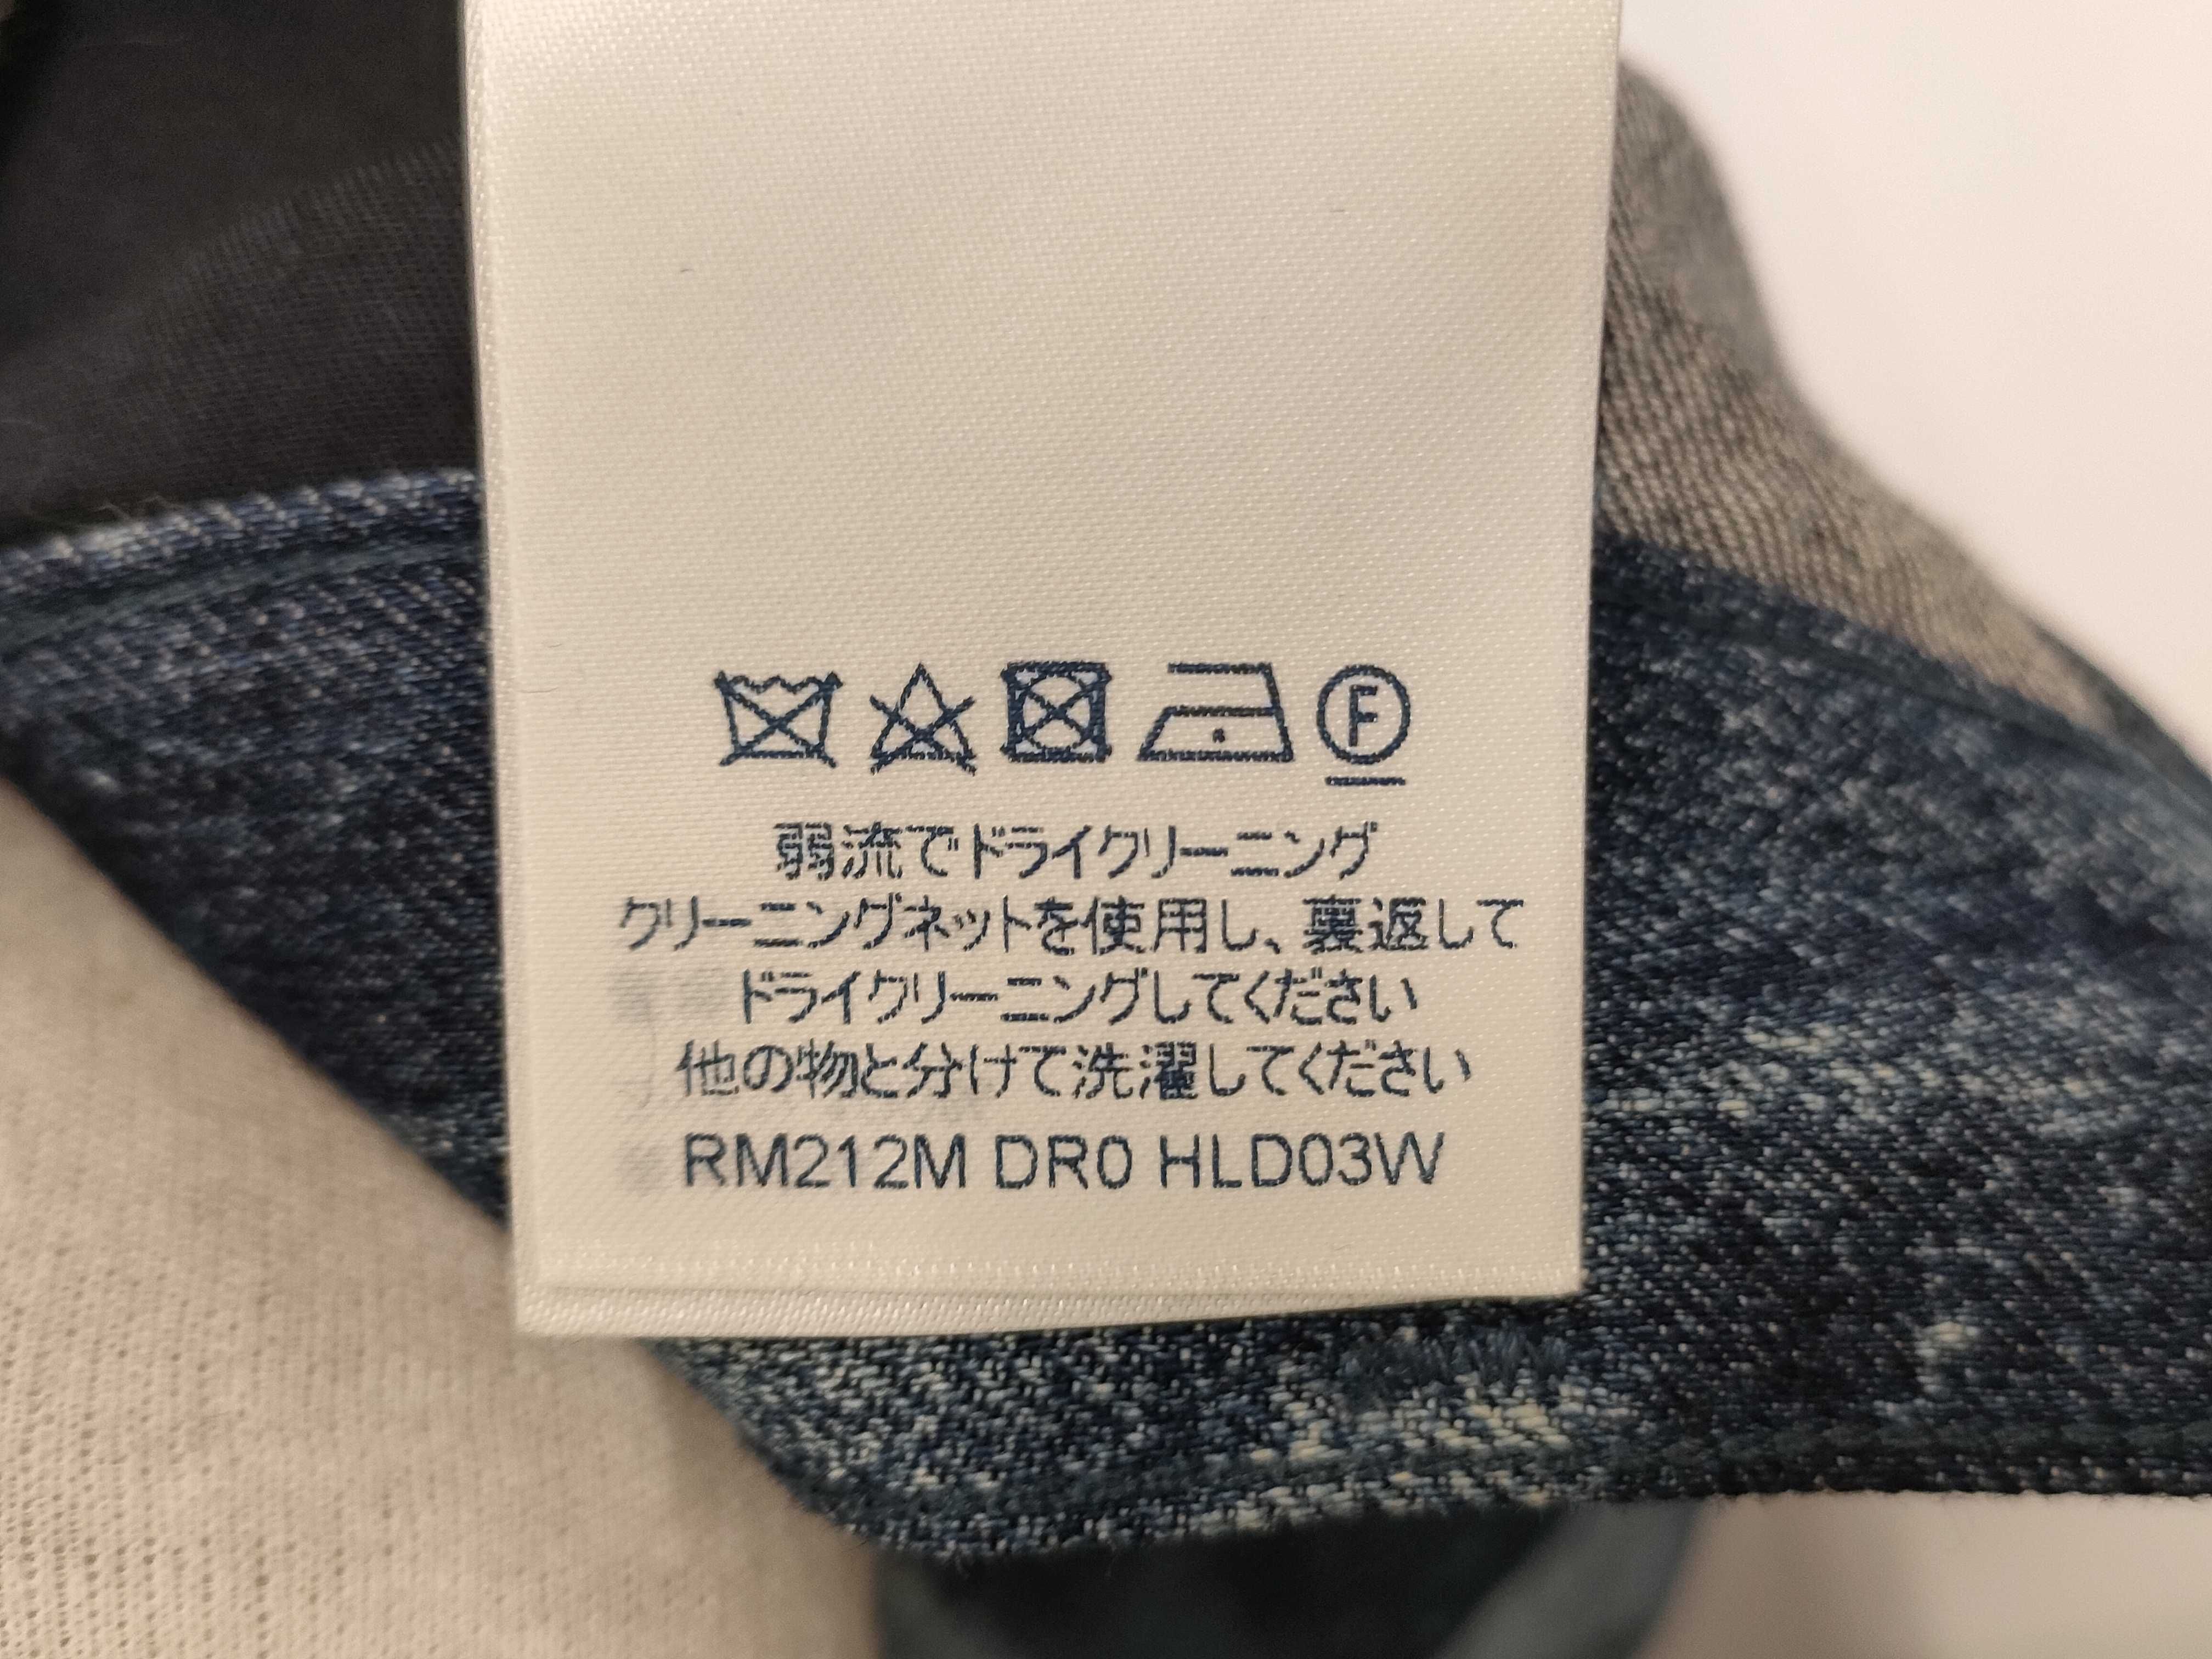 F
弱流でドライクリーニング
クリーニングネットを使用し、裏返して
ドライクリーニングしてください
他の物と分けて洗濯してください
RM212M DR0 HLD03W